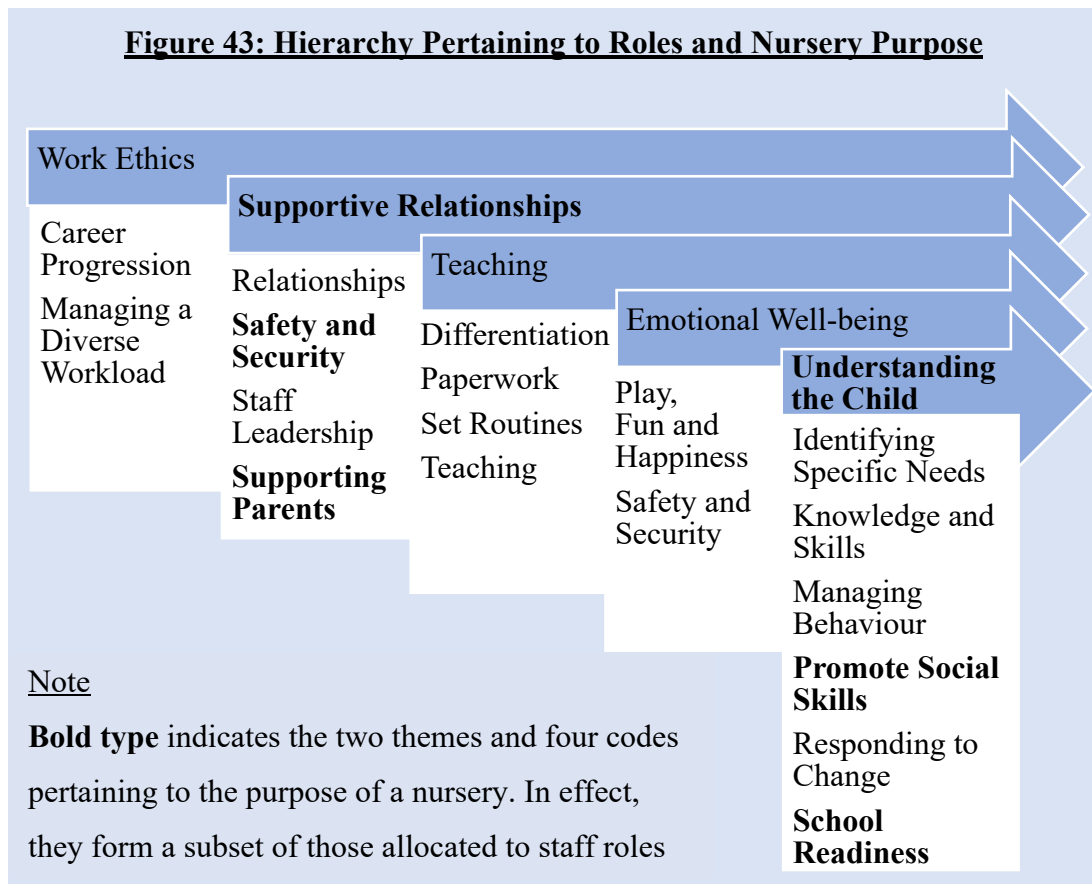 Figure 43: Hierarchy Pertaining to Roles and Nursery Purpose
Work Ethics
Career
Progression
Managing a
Diverse
Workload
Supportive Relationships
Relationships
Safety and
Security
Staff
Leadership
Supporting
Parents
Teaching
Differentiation
Paperwork
Set Routines
Teaching
Emotional Well-being
Play,
Fun and
Happiness
Safety and
Security
Understanding
the Child
Identifying
Specific Needs
Knowledge and
Skills
Managing
Behaviour
Promote Social
Skills
Responding to
Change
School
Readiness
Note
Bold type indicates the two themes and four codes
pertaining to the purpose of a nursery. In effect,
they form a subset of those allocated to staff roles